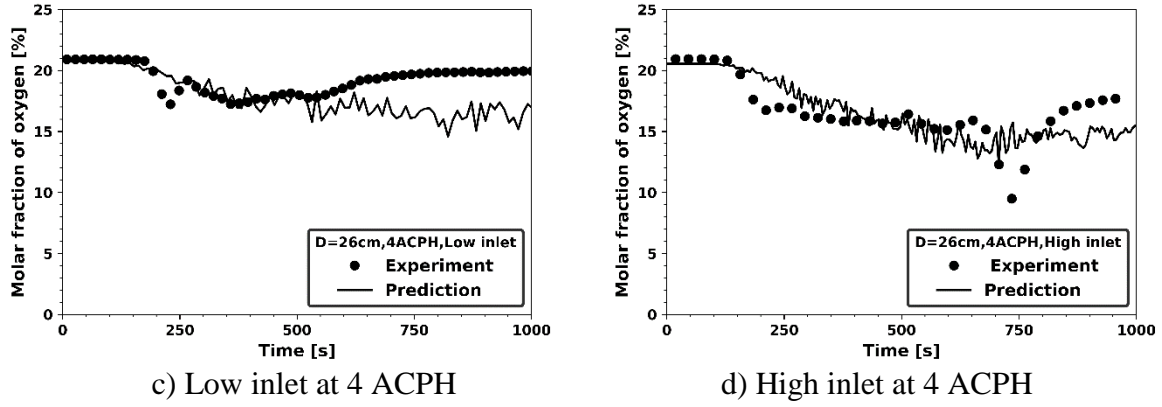 Molar fraction of oxygen [%]
25
20
15
10
5
0
D=26cm,4ACPH,Low inlet
Experiment
Prediction
0 250 500 750 1000
Time [s]
c) Low inlet at 4 ACPH
Molar fraction of oxygen [%]
25
20
15
10
5
0
D=26cm,4ACPH,High inlet
Experiment
Prediction
0 250 500 750 1000
Time [s]
d) High inlet at 4 ACPH